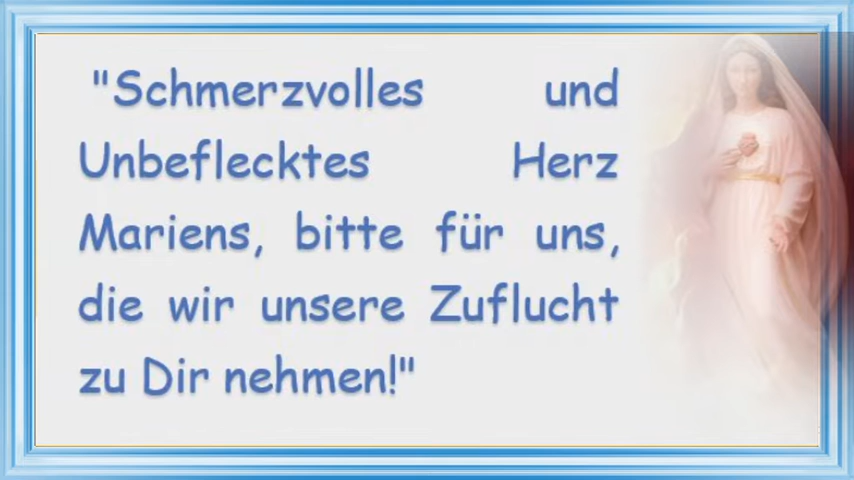 "Schmerzvolles und
Unbeflecktes Herz
Mariens, bitte für uns,
die wir unsere Zuflucht
zu Dir nehmen!"